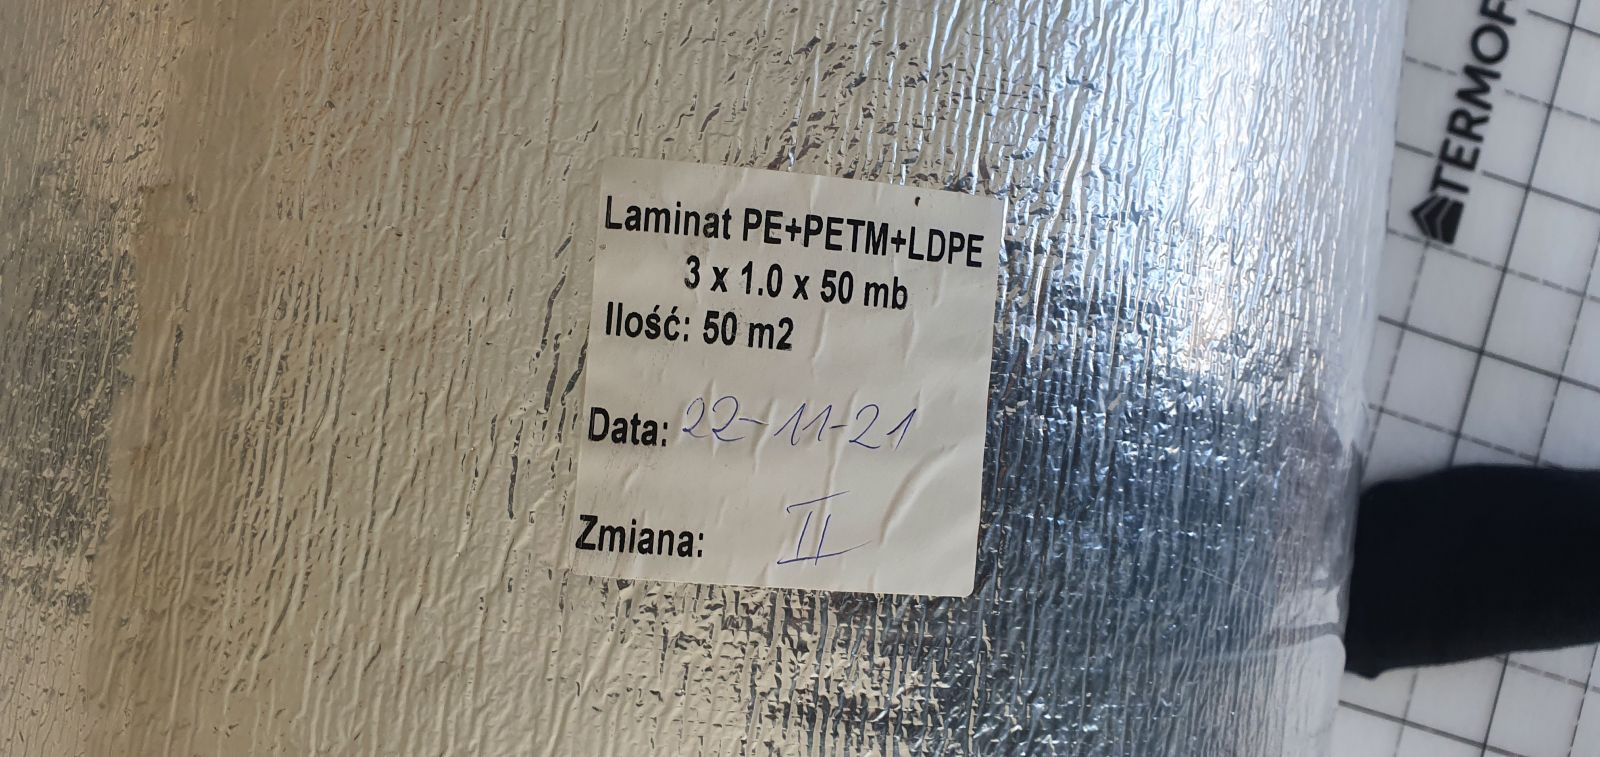 Laminat PE+PETM+LDPE
3 x 1.0 x 50 mb
Ilość: 50 m2
Data: 22-11-21
Zmiana: II
TERMOF